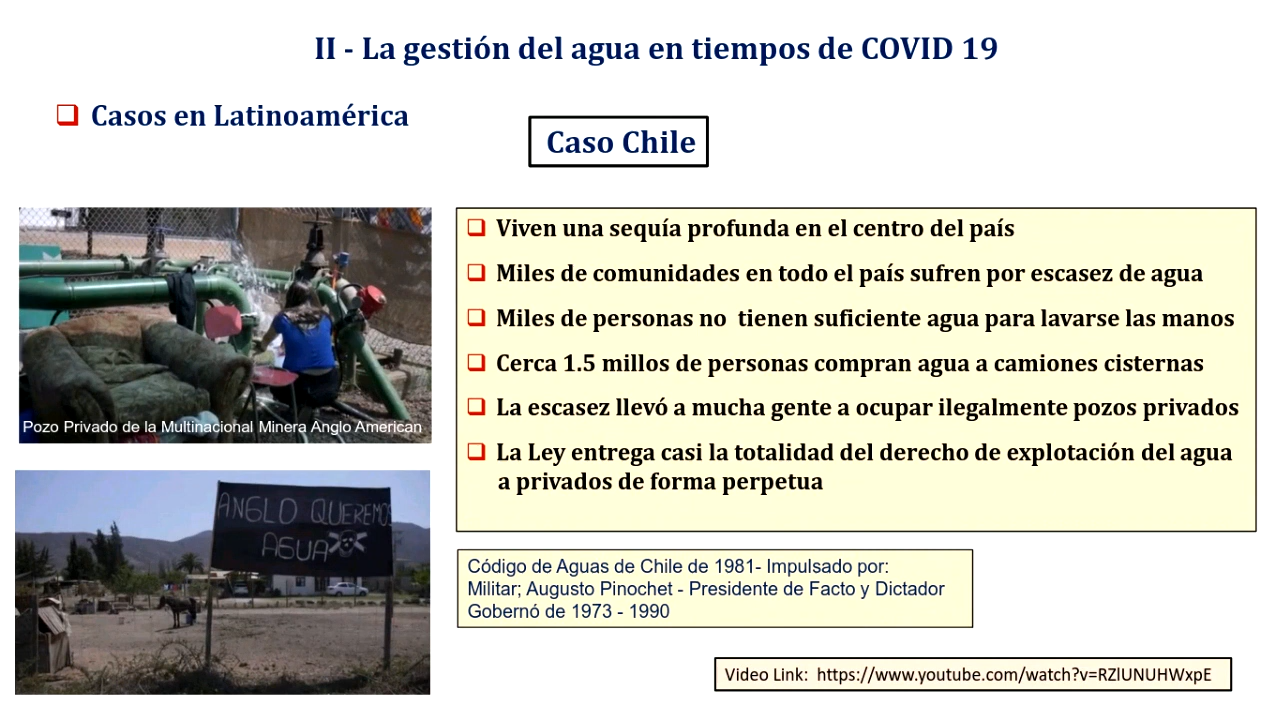 II - La gestión del agua en tiempos de COVID 19
Casos en Latinoamérica
Caso Chile
Pozo Privado de la Multinacional Minera Anglo American
ANGLO QUEREMOS
AGUA
Viven una sequía profunda en el centro del país
Miles de comunidades en todo el país sufren por escasez de agua
Miles de personas no tienen suficiente agua para lavarse las manos
Cerca 1.5 millos de personas compran agua a camiones cisternas
La escasez llevó a mucha gente a ocupar ilegalmente pozos privados
La Ley entrega casi la totalidad del derecho de explotación del agua
a privados de forma perpetua
Código de Aguas de Chile de 1981- Impulsado por:
Militar; Augusto Pinochet - Presidente de Facto y Dictador
Gobernó de 1973 - 1990
Video Link: https://www.youtube.com/watch?v=RZlUNUHWxpE